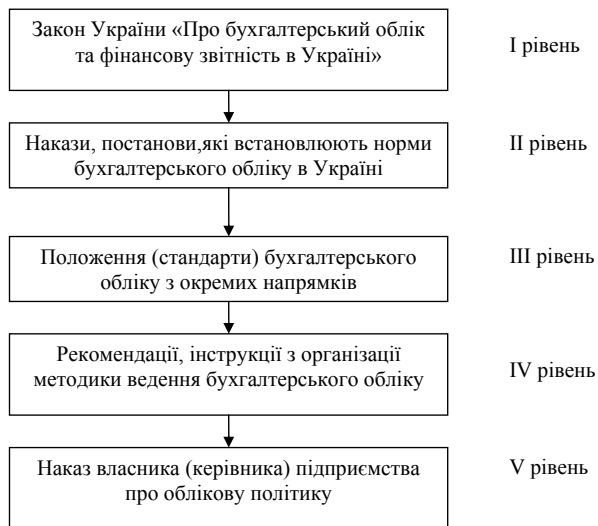 Закон України «Про бухгалтерський облік
та фінансову звітність в Україні»
І рівень
Накази, постанови,які встановлюють норми
бухгалтерського обліку в Україні
ІІ рівень
Положення (стандарти) бухгалтерського
обліку з окремих напрямків
ІІІ рівень
Рекомендації, інструкції з організації
методики ведення бухгалтерського обліку
IV рівень
Наказ власника (керівника) підприємства
про облікову політику
V рівень